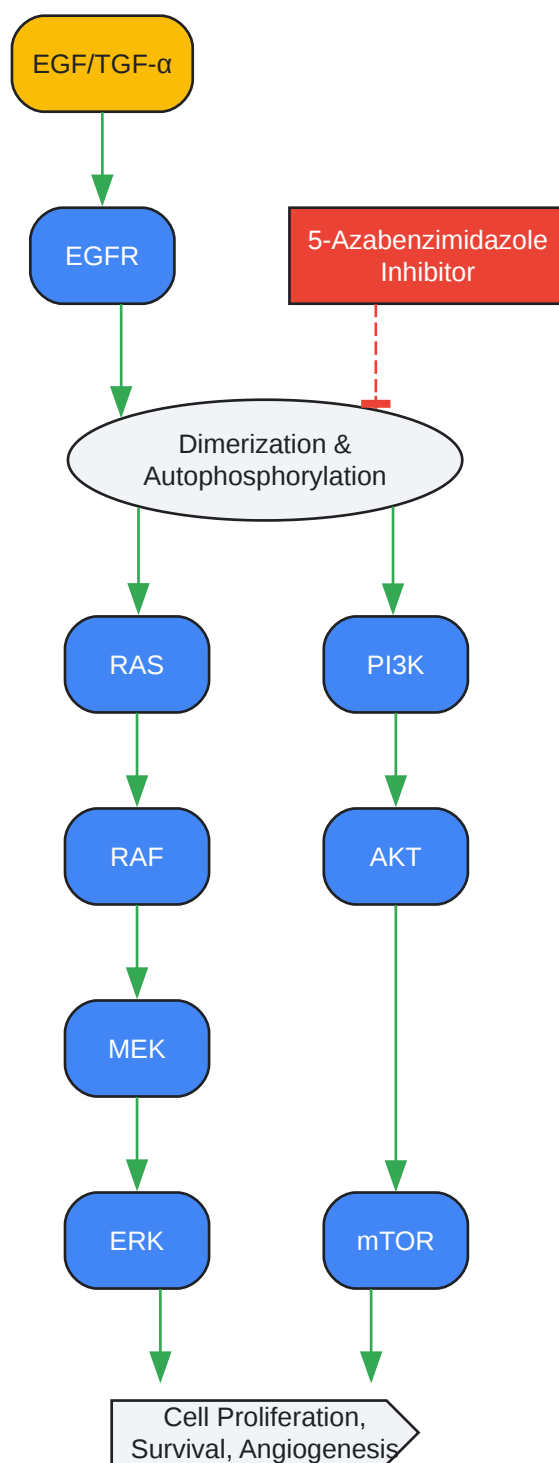 EGF/TGF-α
EGFR
5-Azabenzimidazole
Inhibitor
Dimerization &
Autophosphorylation
RAS
PI3K
RAF
AKT
MEK
ERK
mTOR
Cell Proliferation,
Survival, Angiogenesis